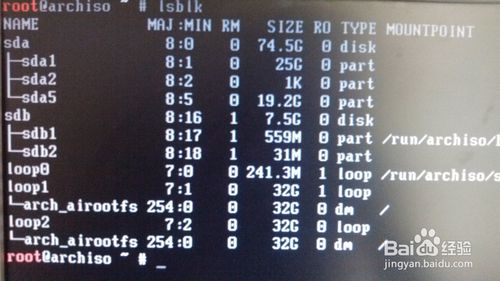 root@archiso ~ # lsblk
NAME MAJ:MIN RM SIZE RO TYPE MOUNTPOINT
sda 8:0 0 74.5G 0 disk
├─sda1 8:1 0 25G 0 part
├─sda2 8:2 0 1K 0 part
└─sda5 8:5 0 19.2G 0 part
sdb 8:16 1 7.5G 0 disk
├─sdb1 8:17 1 559M 0 part /run/archiso/
└─sdb2 8:18 1 31M 0 part
loop0 7:0 0 241.3M 1 loop /run/archiso/s
loop1 7:1 0 32G 1 loop
└─arch_airootfs 254:0 0 32G 0 dm /
loop2 7:2 0 32G 0 loop
└─arch_airootfs 254:0 0 32G 0 dm /
root@archiso ~ # _
Baidu 经验
jingyan.baidu.com